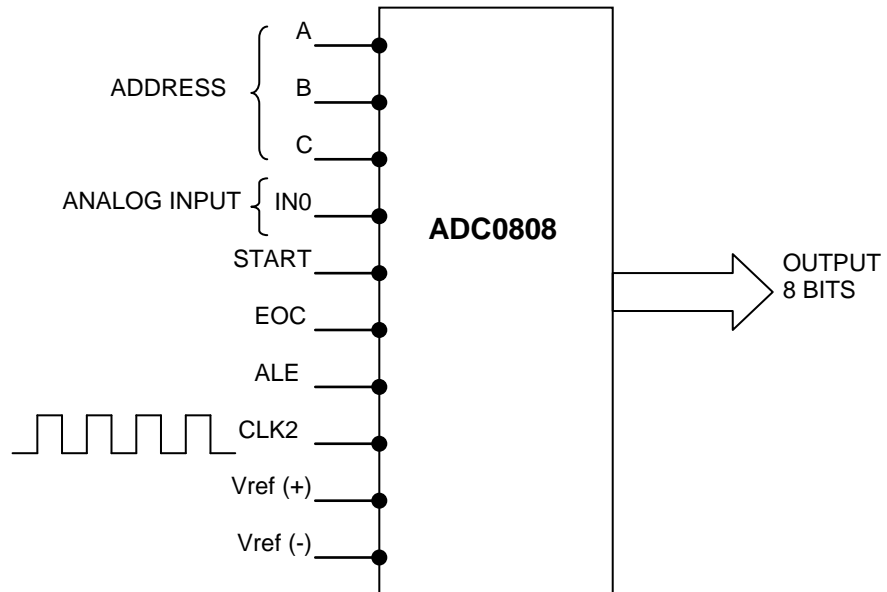 A
ADDRESS
B
C
ANALOG INPUT
IN0
START
EOC
ALE
CLK2
Vref (+)
Vref (-)
ADC0808
OUTPUT
8 BITS